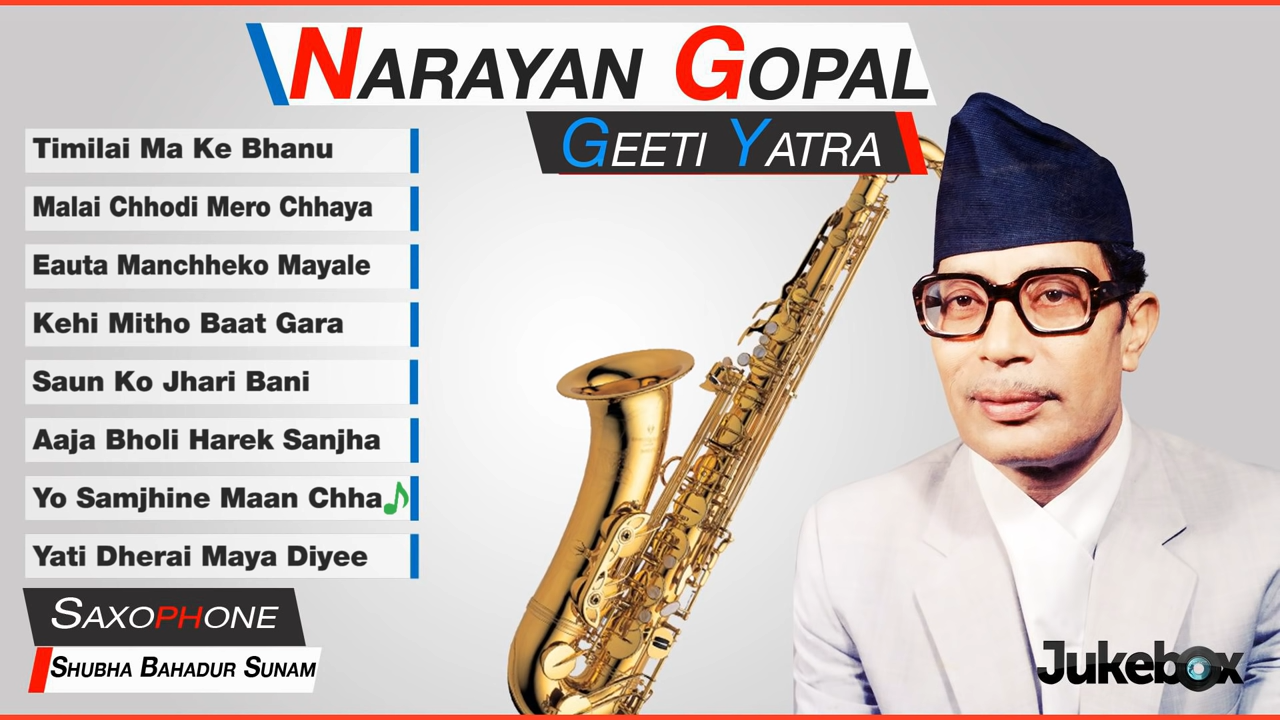 NARAYAN GOPAL
GEETI YATRA
Timilai Ma Ke Bhanu
Malai Chhodi Mero Chhaya
Eauta Manchheko Mayale
Kehi Mitho Baat Gara
Saun Ko Jhari Bani
Aaja Bholi Harek Sanjha
Yo Samjhine Maan Chha
Yati Dherai Maya Diyee
SAXOPHONE
SHUBHA BAHADUR SUNAM
Jukebox